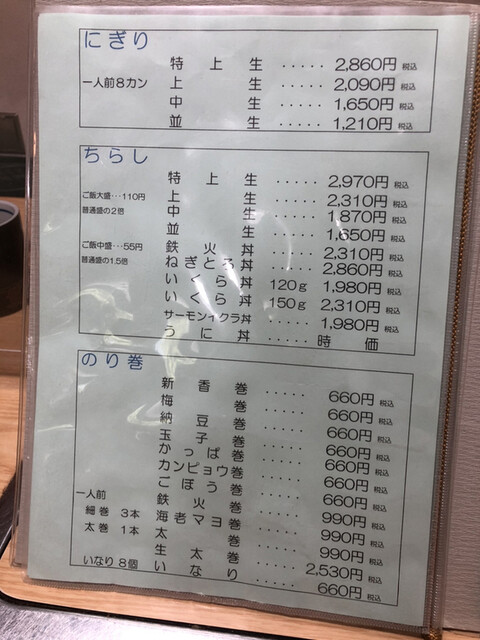 にぎり
特上生 ····· 2,860円 税込
一人前8カン 上生 ····· 2,090円 税込
中生 ····· 1,650円 税込
並生 ····· 1,210円 税込
ちらし
特上生 ····· 2,970円 税込
ご飯大盛···110円 上生 ····· 2,310円 税込
普通盛の2倍 中生 ····· 1,870円 税込
並生 ····· 1,650円 税込
ご飯中盛···55円 鉄火丼 ····· 2,310円 税込
普通盛の1.5倍 ねぎとろ丼 ····· 2,860円 税込
いくら丼 120g 1,980円 税込
いくら丼 150g 2,310円 税込
サーモンイクラ丼 ····· 1,980円 税込
うに丼 ····· 時価
のり巻
新香巻 ····· 660円 税込
梅巻 ····· 660円 税込
納豆巻 ····· 660円 税込
玉子巻 ····· 660円 税込
かっぱ巻 ····· 660円 税込
カンピョウ巻 ····· 660円 税込
ごぼう巻 ····· 660円 税込
一人前 鉄火巻 ····· 990円 税込
細巻 3本 海老マヨ巻 ····· 990円 税込
太巻 1本 太巻 ····· 990円 税込
生太巻 ····· 2,530円 税込
いなり 8個 いなり ····· 660円 税込